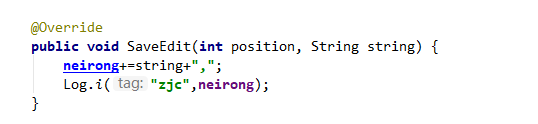 @Override
public void SaveEdit(int position, String string) {
neirong+=string+",";
Log.i( tag: "zjc",neirong);
}